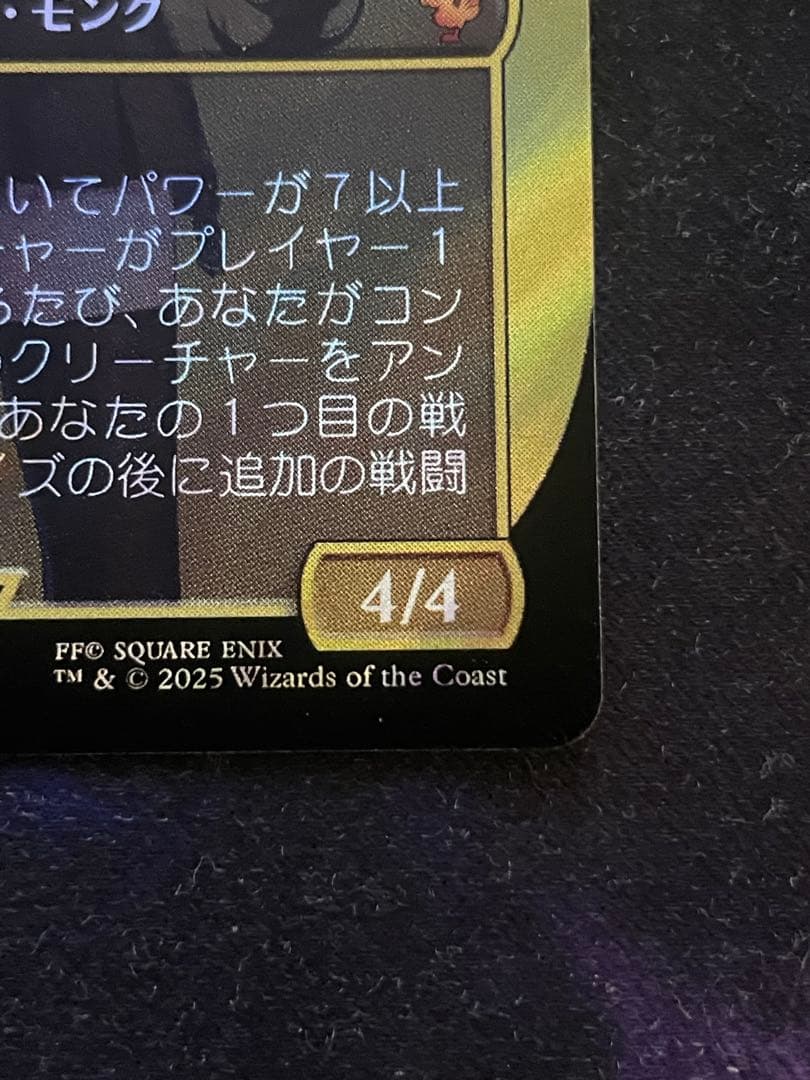 ・モンク
いてパワーが７以上
チャーがプレイヤー１
るたび、あなたがコン
クリーチャーをアン
あなたの１つ目の戦
イズの後に追加の戦闘
4/4
FF© SQUARE ENIX
™ & © 2025 Wizards of the Coast